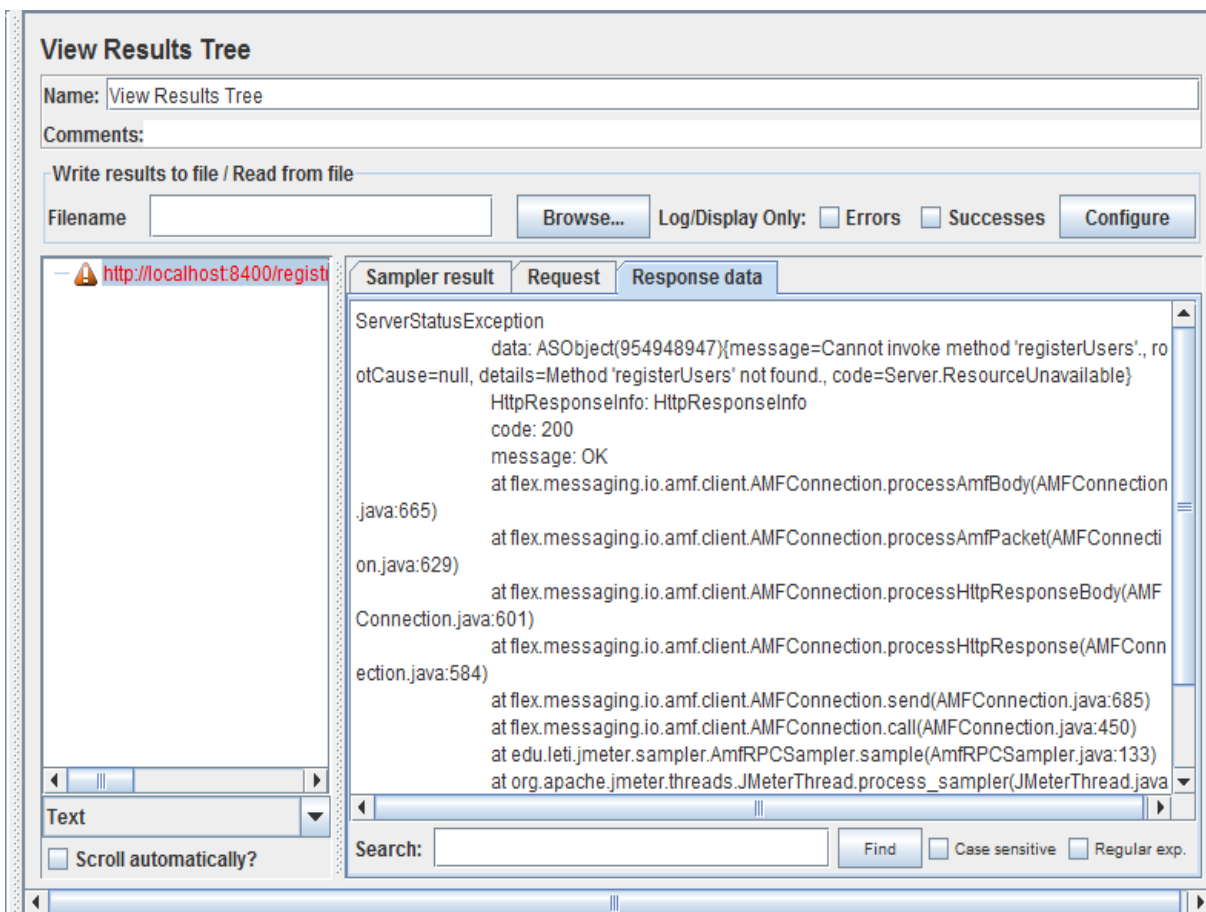 View Results Tree
Name: View Results Tree
Comments:
Write results to file / Read from file
Filename Browse... Log/Display Only: Errors Successes Configure
http://localhost:8400/registr
Sampler result Request Response data
ServerStatusException
data: ASObject(954948947){message=Cannot invoke method 'registerUsers'., ro
otCause=null, details=Method 'registerUsers' not found., code=Server.ResourceUnavailable}
HttpResponseInfo: HttpResponseInfo
code: 200
message: OK
at flex.messaging.io.amf.client.AMFConnection.processAmfBody(AMFConnection
.java:665)
at flex.messaging.io.amf.client.AMFConnection.processAmfPacket(AMFConnecti
on.java:629)
at flex.messaging.io.amf.client.AMFConnection.processHttpResponseBody(AMF
Connection.java:601)
at flex.messaging.io.amf.client.AMFConnection.processHttpResponse(AMFConn
ection.java:584)
at flex.messaging.io.amf.client.AMFConnection.send(AMFConnection.java:685)
at flex.messaging.io.amf.client.AMFConnection.call(AMFConnection.java:450)
at edu.leti.jmeter.sampler.AmfRPCSampler.sample(AmfRPCSampler.java:133)
at org.apache.jmeter.threads.JMeterThread.process_sampler(JMeterThread.java
Text
Scroll automatically?
Search: Find Case sensitive Regular exp.